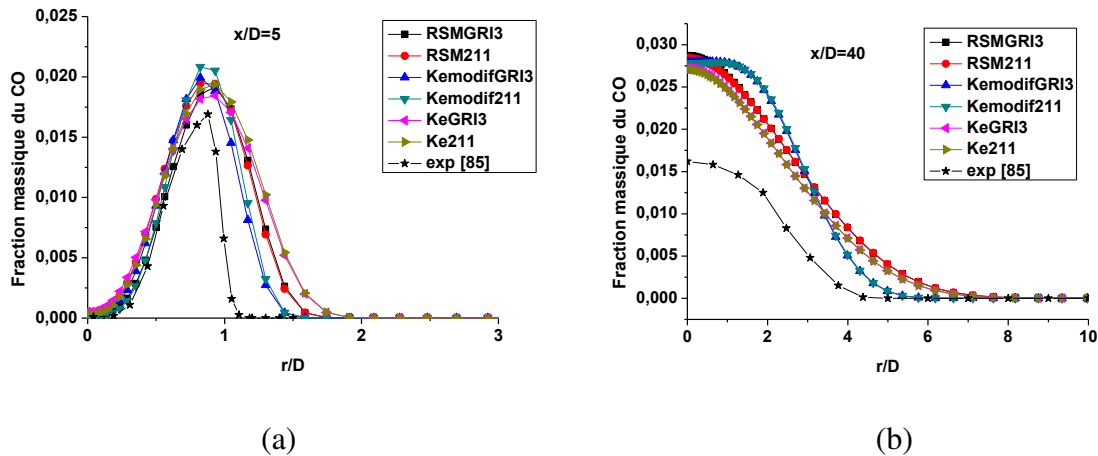 x/D=5
RSMGRI3
RSM211
KemodifGRI3
Kemodif211
KeGRI3
Ke211
exp [85]
Fraction massique du CO
0,025
0,020
0,015
0,010
0,005
0,000
0
1
2
3
r/D
(a)
x/D=40
RSMGRI3
RSM211
KemodifGRI3
Kemodif211
KeGRI3
Ke211
exp [85]
Fraction massique du CO
0,030
0,025
0,020
0,015
0,010
0,005
0,000
0
2
4
6
8
10
r/D
(b)